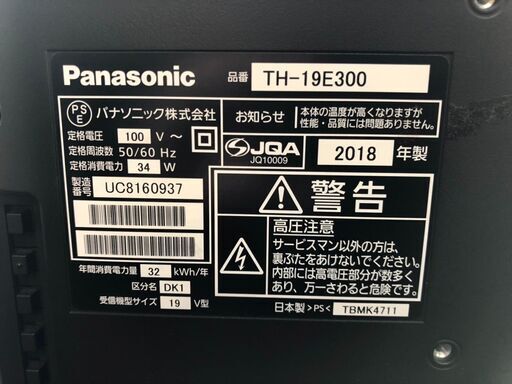 Panasonic
品番 TH-19E300
PSE パナソニック株式会社
定格電圧 100 V ～
定格周波数 50/60 Hz
定格消費電力 34 W
お知らせ 本体の温度が高くなりますが
性能・品質には問題ありません。
JQA
JQ10009
2018 年製
製造番号 UC8160937
年間消費電力量 32 kWh/年
区分名 DK1
受信機型サイズ 19 V型
警告
高圧注意
サービスマン以外の方は、
裏ぶたをあけないでください。
内部には高電圧部分が数多く
あり、万一さわると危険です。
日本製 >PS< TBMK4711